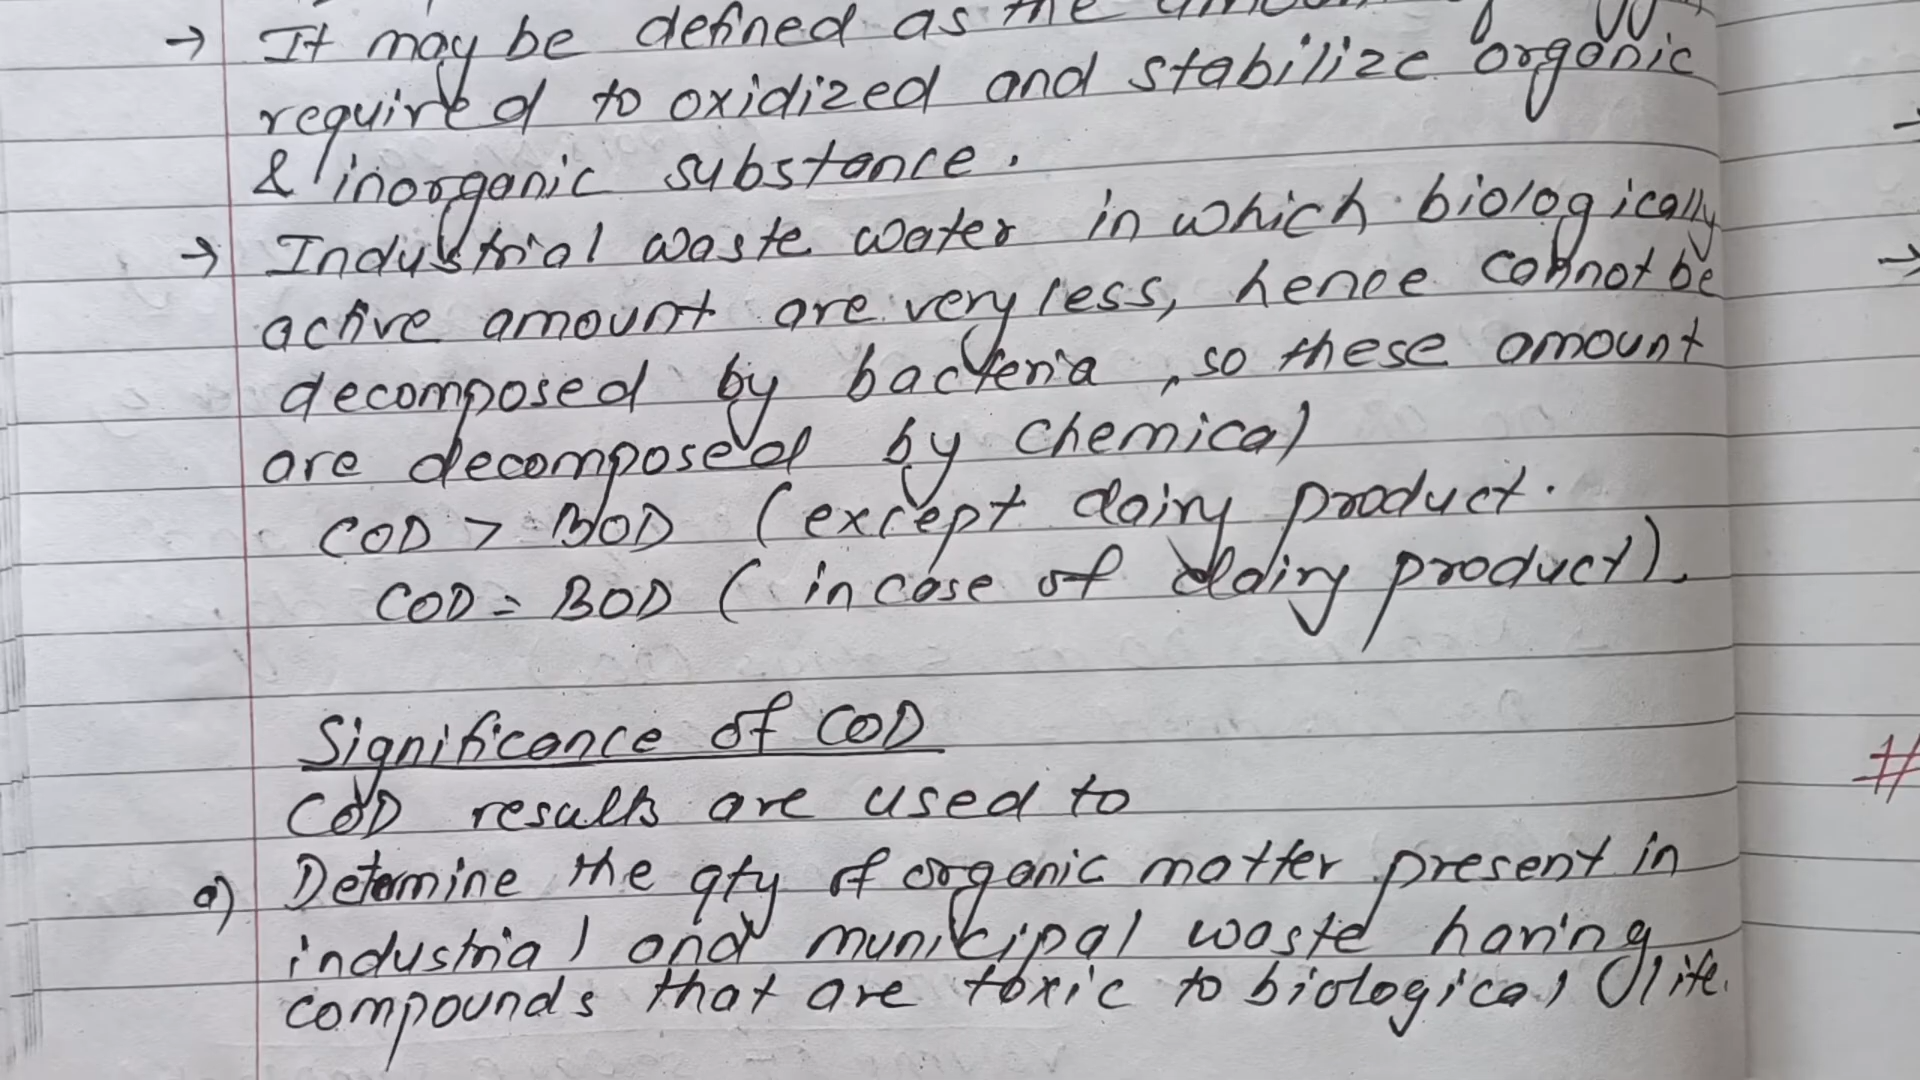 → It may be defined as the
required to oxidized and stabilize organic
& inorganic substance.
→ Industrial waste water in which biologically
active amount are very less, hence cannot be
decomposed by bacteria, so these amount
are decomposed by chemical
COD > BOD (except dairy product.
COD = BOD (in case of dairy product).
Significance of COD
COD results are used to
a) Determine the qty of organic matter present in
industrial and municipal waste having
compounds that are toxic to biological life.
→
→
#